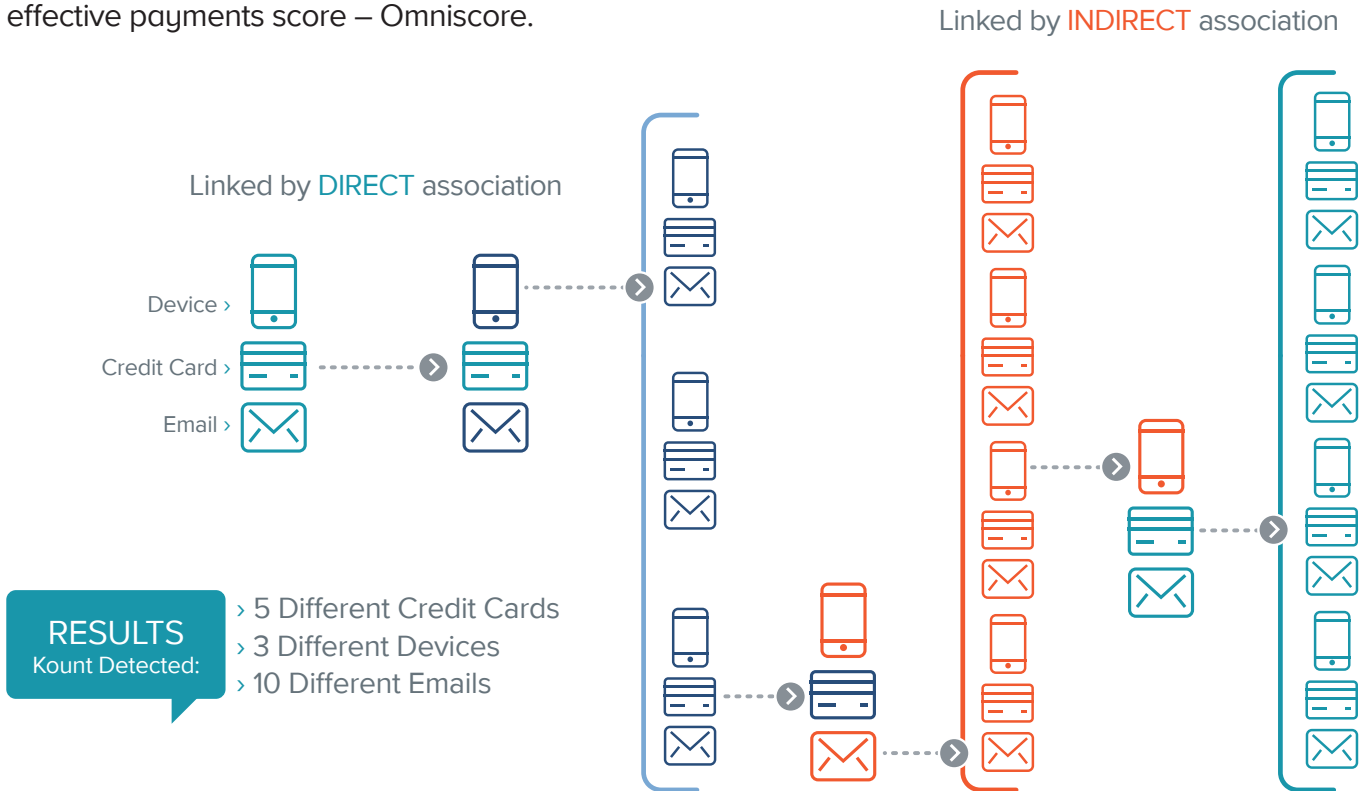 effective payments score – Omniscore.
Linked by INDIRECT association
Linked by DIRECT association
Device ›
Credit Card ›
Email ›
RESULTS
Kount Detected:
› 5 Different Credit Cards
› 3 Different Devices
› 10 Different Emails